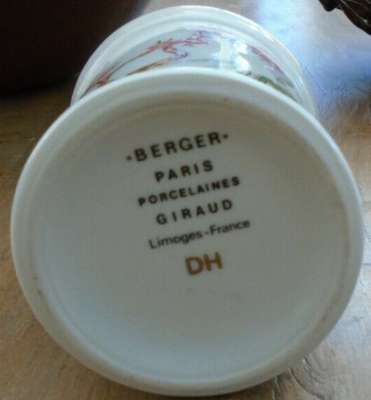 -BERGER-
PARIS
PORCELAINES
GIRAUD
Limoges-France
DH